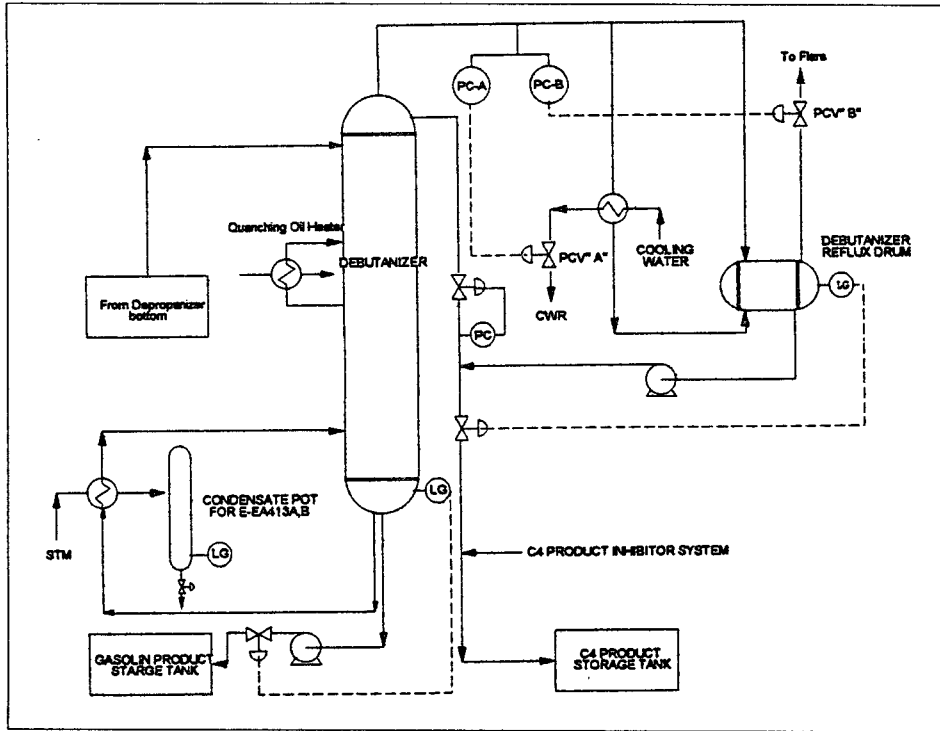 To Flare
PC-A
PC-B
PCV" B"
Quanching Oil Heater
DEBUTANIZER
COOLING
WATER
PCV" A"
DEBUTANIZER
REFLUX DRUM
LG
From Depropanizer
bottom
CWR
PC
CONDENSATE POT
FOR E-EA413A,B
LG
LG
STM
C4 PRODUCT INHIBITOR SYSTEM
GASOLIN PRODUCT
STARGE TANK
C4 PRODUCT
STORAGE TANK